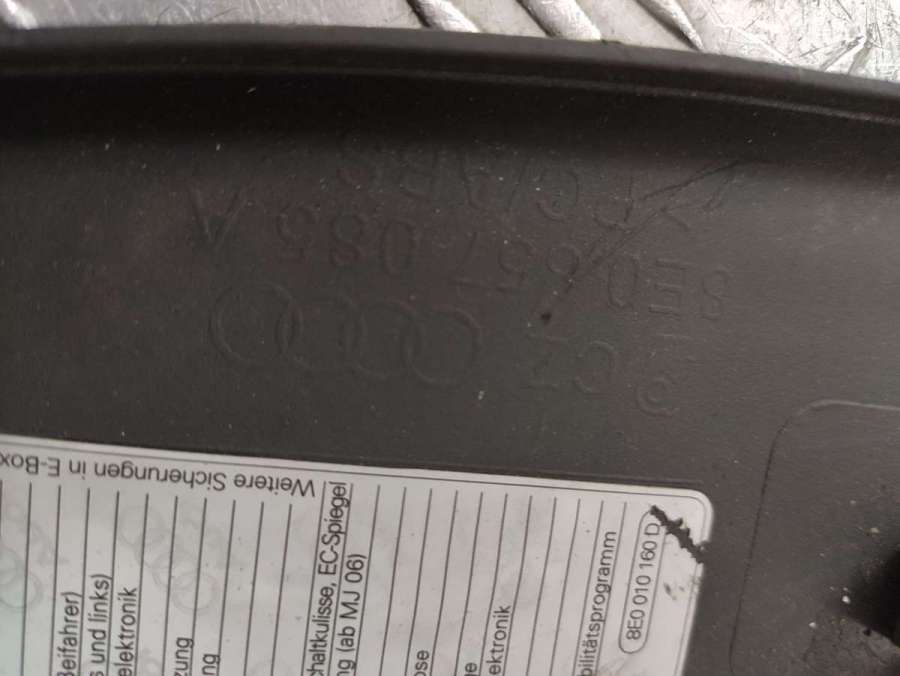 8E0 857 085 A
Weitere Sicherungen in E-Box
Beifahrer)
s und links)
elektronik
zung
ng
haltkulisse, EC-Spiegel
ng (ab MJ 06)
ose
ektronik
bilitätsprogramm
8E0 010 160 D